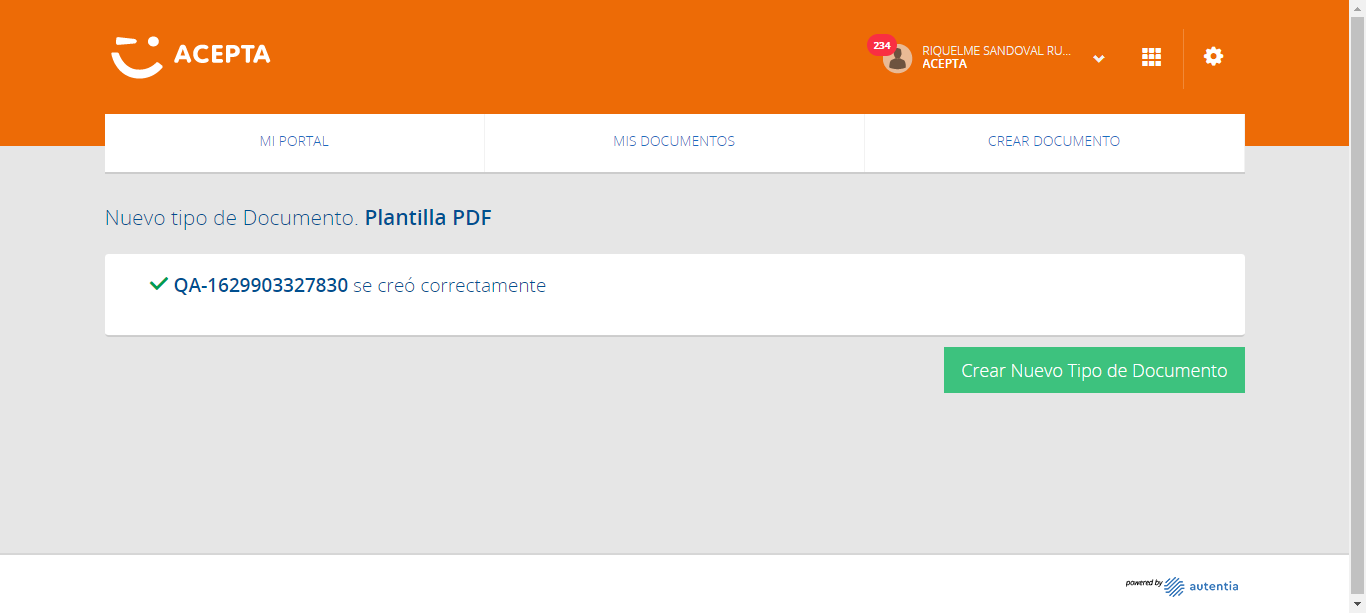 ACEPTA
234
RIQUELME SANDOVAL RU...
ACEPTA
MI PORTAL
MIS DOCUMENTOS
CREAR DOCUMENTO
Nuevo tipo de Documento. Plantilla PDF
QA-1629903327830 se creó correctamente
Crear Nuevo Tipo de Documento
powered by autentia